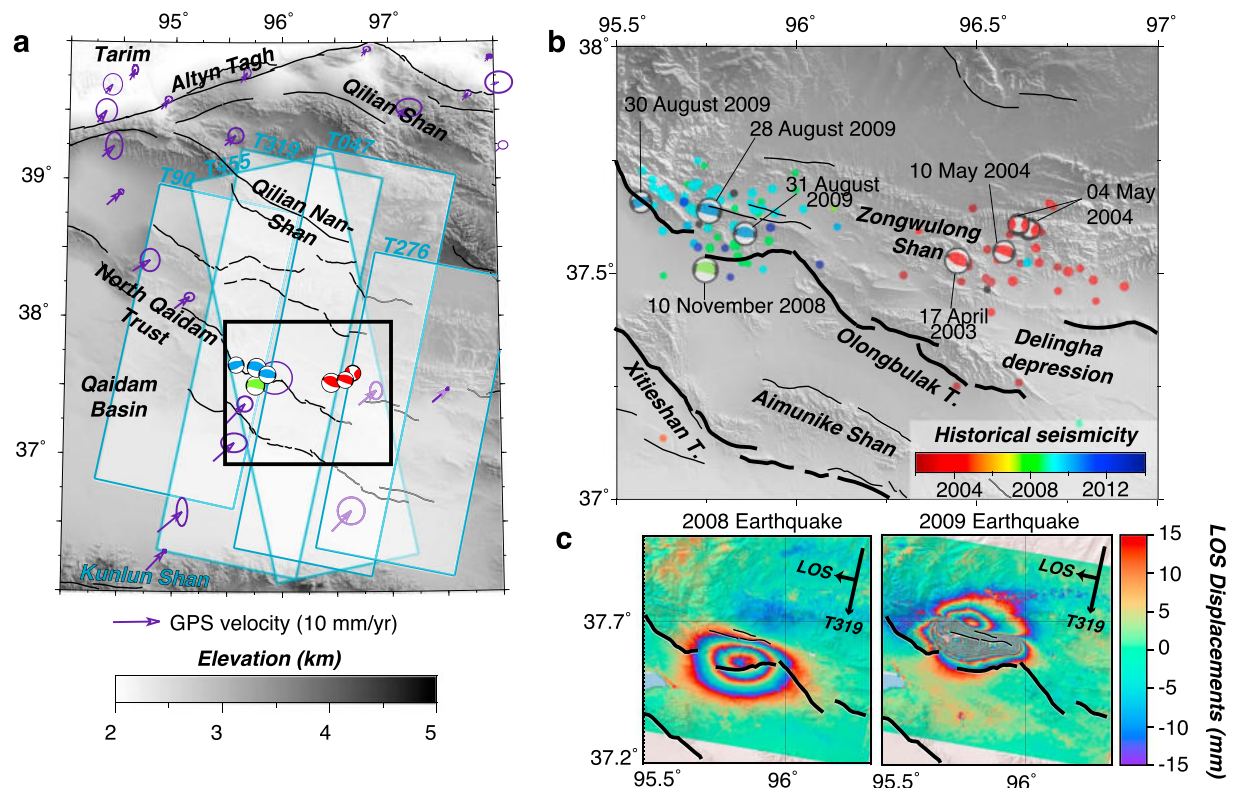 a
95°
96°
97°
Tarim
Altyn Tagh
Qilian Shan
T319
T047
T455
T90
39°
Qilian Nan-
Shan
T276
North Qaidam
Trust
38°
Qaidam
Basin
37°
Kunlun Shan
GPS velocity (10 mm/yr)
Elevation (km)
2 3 4 5
b
95.5 96 96.5 97
38°
30 August 2009
28 August 2009
31 August
2009
10 May 2004
04 May
2004
Zongwulong
Shan
37.5°
10 November 2008
17 April
2003
Olongbulak T.
Delingha
depression
Xitieshan T.
Aimunike Shan
Historical seismicity
2004 2008 2012
37°
c
2008 Earthquake
2009 Earthquake
LOS
T319
LOS
T319
37.7°
37.2°
95.5° 96°
95.5° 96°
15
10
5
0
-5
-10
-15
LOS Displacements (mm)